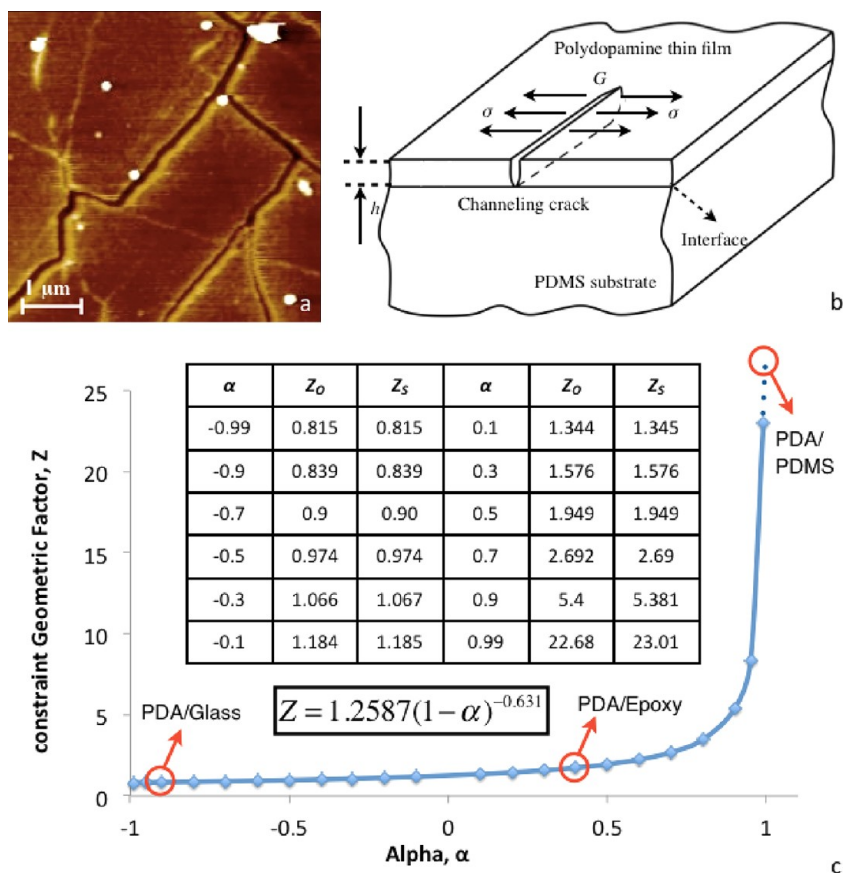 1 μm
a
Polydopamine thin film
G
σ
σ
h
Channeling crack
Interface
PDMS substrate
b
constraint Geometric Factor, Z
25
20
15
10
5
0
α Z_O Z_S α Z_O Z_S
-0.99 0.815 0.815 0.1 1.344 1.345
-0.9 0.839 0.839 0.3 1.576 1.576
-0.7 0.9 0.90 0.5 1.949 1.949
-0.5 0.974 0.974 0.7 2.692 2.69
-0.3 1.066 1.067 0.9 5.4 5.381
-0.1 1.184 1.185 0.99 22.68 23.01
PDA/
PDMS
PDA/Glass
Z = 1.2587(1−α)^−0.631
PDA/Epoxy
-1 -0.5 0 0.5 1
Alpha, α
c